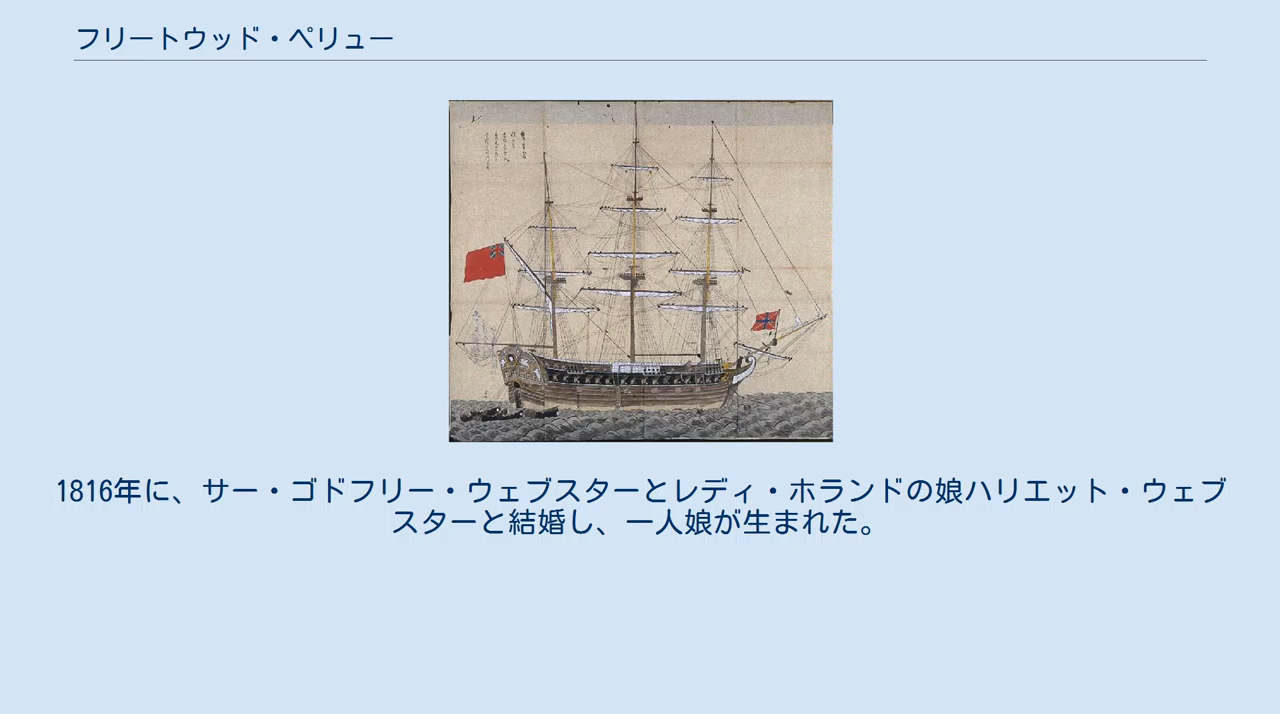 フリートウッド・ペリュー
1816年に、サー・ゴドフリー・ウェブスターとレディ・ホランドの娘ハリエット・ウェブ
スターと結婚し、一人娘が生まれた。